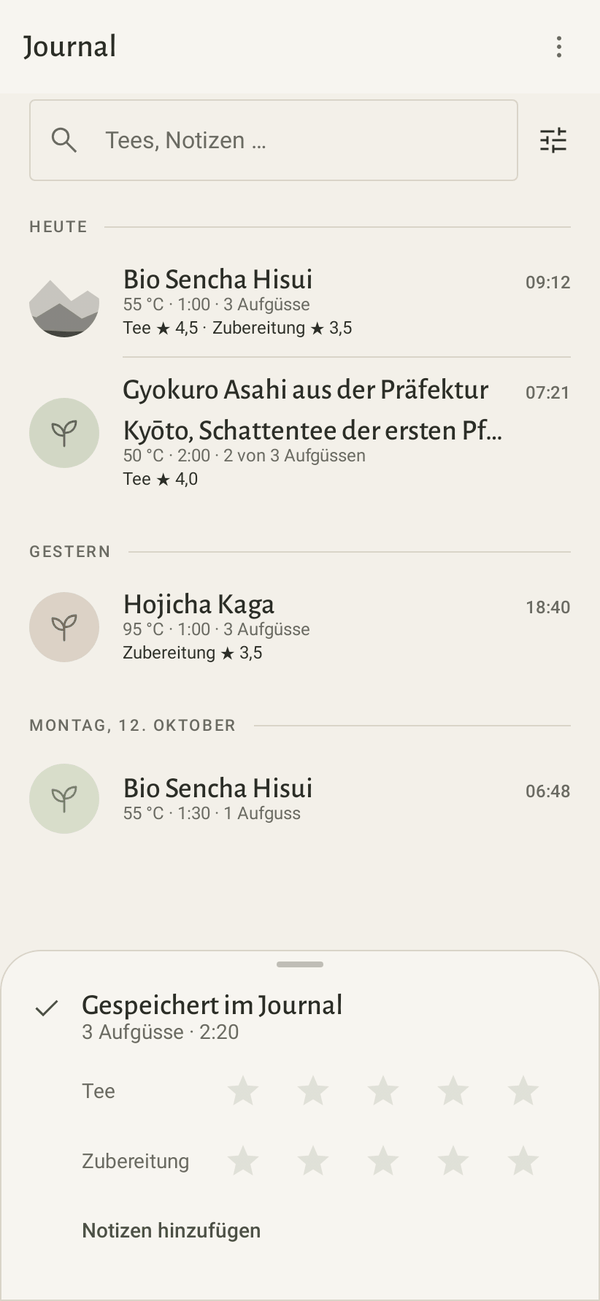 Journal
Tees, Notizen …
HEUTE
Bio Sencha Hisui
09:12
55 °C · 1:00 · 3 Aufgüsse
Tee ★ 4,5 · Zubereitung ★ 3,5
Gyokuro Asahi aus der Präfektur
07:21
Kyōto, Schattentee der ersten Pf…
50 °C · 2:00 · 2 von 3 Aufgüssen
Tee ★ 4,0
GESTERN
Hojicha Kaga
18:40
95 °C · 1:00 · 3 Aufgüsse
Zubereitung ★ 3,5
MONTAG, 12. OKTOBER
Bio Sencha Hisui
06:48
55 °C · 1:30 · 1 Aufguss
Gespeichert im Journal
3 Aufgüsse · 2:20
Tee
Zubereitung
Notizen hinzufügen